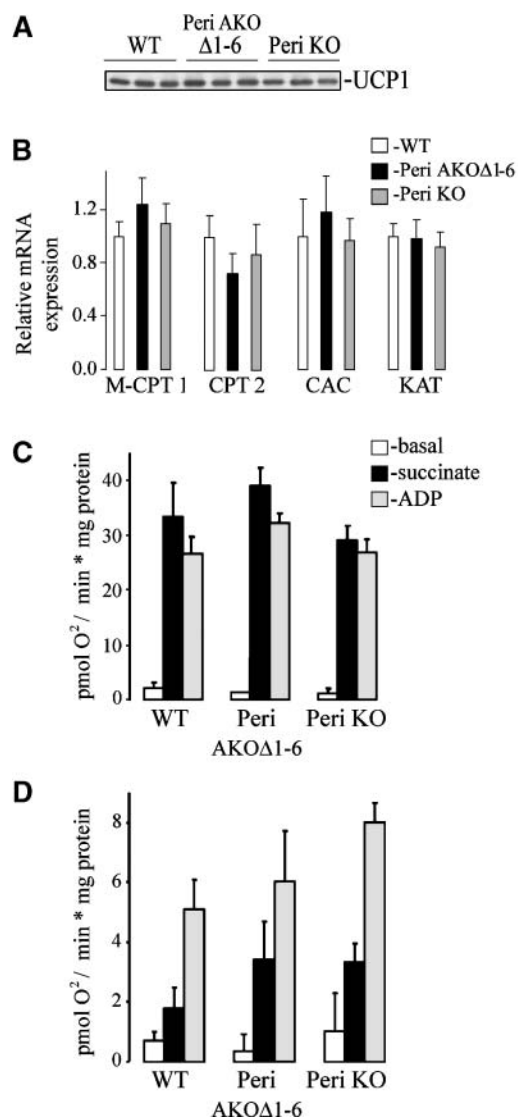 A
WT
Peri AKO
Δ1-6
Peri KO
-UCP1
B
-WT
-Peri AKOΔ1-6
-Peri KO
Relative mRNA
expression
1.2
0.8
0.4
0.0
M-CPT 1
CPT 2
CAC
KAT
C
-basal
-succinate
-ADP
pmol O² / min * mg protein
40
30
20
10
0
WT
Peri
Peri KO
AKOΔ1-6
D
pmol O² / min * mg protein
8
6
4
2
0
WT
Peri
Peri KO
AKOΔ1-6